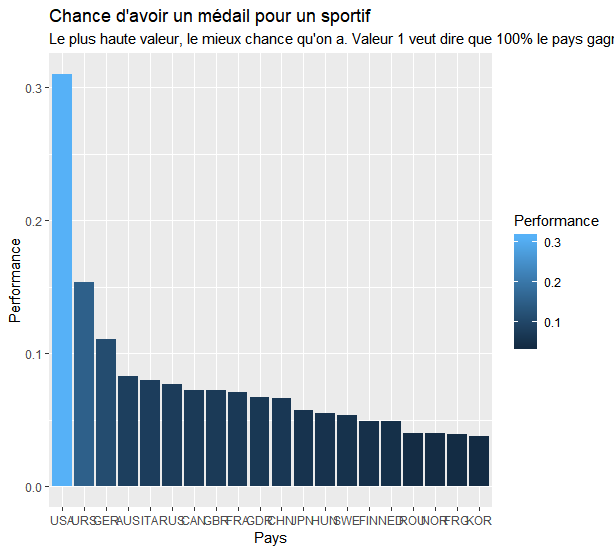 Chance d'avoir un médail pour un sportif
Le plus haute valeur, le mieux chance qu'on a. Valeur 1 veut dire que 100% le pays gagr
Performance
0.3
0.2
0.1
0.0
USA URS GER AUS ITA RUS CAN GBR FRA GDR CHN JPN HUN SWE FIN NED ROU NOR FRG KOR
Pays
Performance
0.3
0.2
0.1